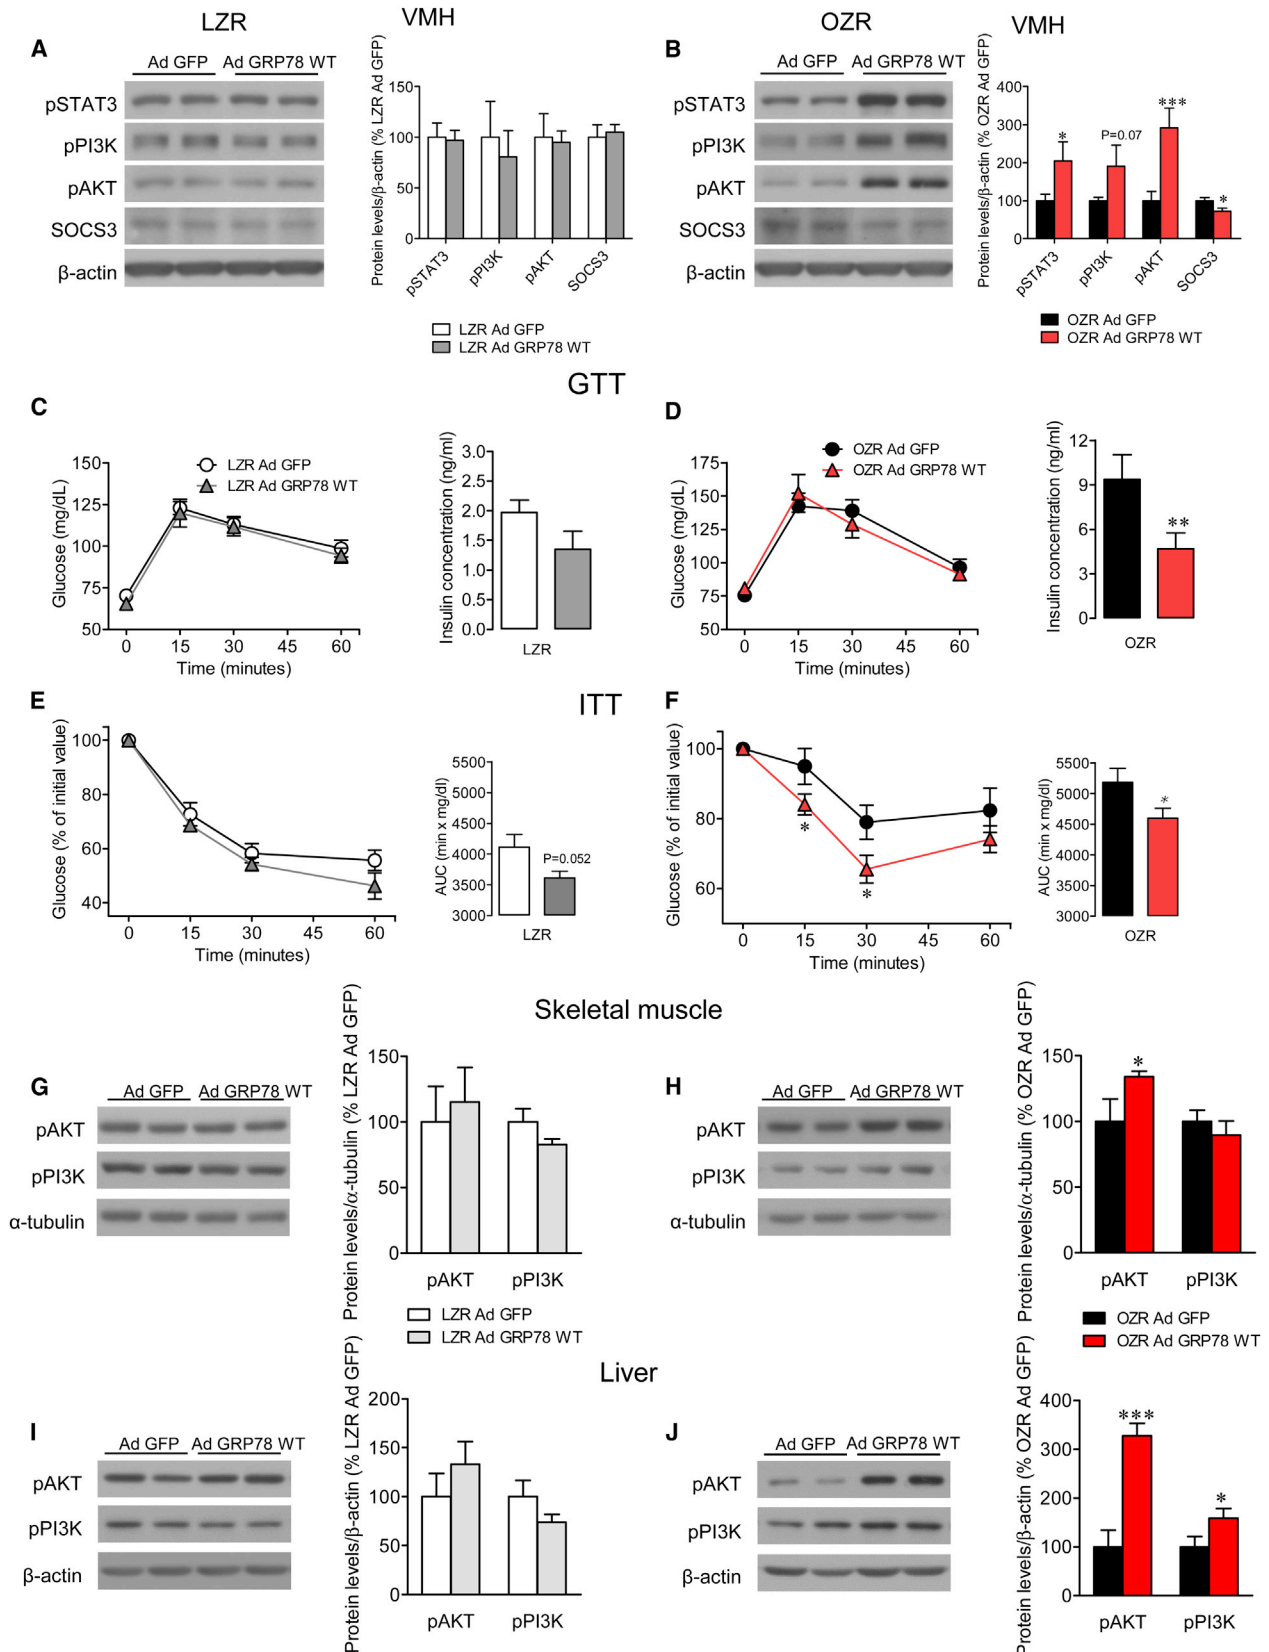 LZR
VMH
A
Ad GFP
Ad GRP78 WT
pSTAT3
pPI3K
pAKT
SOCS3
β-actin
Protein levels/β-actin (% LZR Ad GFP)
150
100
50
0
pSTAT3
pPI3K
pAKT
SOCS3
LZR Ad GFP
LZR Ad GRP78 WT
OZR
VMH
B
Ad GFP
Ad GRP78 WT
pSTAT3
pPI3K
pAKT
SOCS3
β-actin
Protein levels/β-actin (% OZR Ad GFP)
400
300
200
100
0
*
P=0.07
***
*
pSTAT3
pPI3K
pAKT
SOCS3
OZR Ad GFP
OZR Ad GRP78 WT
GTT
C
Glucose (mg/dL)
150
125
100
75
50
0 15 30 45 60
Time (minutes)
LZR Ad GFP
LZR Ad GRP78 WT
Insulin concentration (ng/ml)
3.0
2.5
2.0
1.5
1.0
0.5
0.0
LZR
D
Glucose (mg/dL)
175
150
125
100
75
50
0 15 30 45 60
Time (minutes)
OZR Ad GFP
OZR Ad GRP78 WT
Insulin concentration (ng/ml)
12
9
6
3
0
**
OZR
ITT
E
Glucose (% of initial value)
100
80
60
40
0 15 30 45 60
Time (minutes)
AUC (min x mg/dl)
5500
5000
4500
4000
3500
3000
P=0.052
LZR
F
Glucose (% of initial value)
100
80
60
*
*
0 15 30 45 60
Time (minutes)
AUC (min x mg/dl)
5500
5000
4500
4000
3500
3000
*
OZR
Skeletal muscle
G
Ad GFP
Ad GRP78 WT
pAKT
pPI3K
α-tubulin
Protein levels/α-tubulin (% LZR Ad GFP)
150
100
50
0
pAKT
pPI3K
LZR Ad GFP
LZR Ad GRP78 WT
H
Ad GFP
Ad GRP78 WT
pAKT
pPI3K
α-tubulin
Protein levels/α-tubulin (% OZR Ad GFP)
150
100
50
0
*
pAKT
pPI3K
OZR Ad GFP
OZR Ad GRP78 WT
Liver
I
Ad GFP
Ad GRP78 WT
pAKT
pPI3K
β-actin
Protein levels/β-actin (% LZR Ad GFP)
200
150
100
50
0
pAKT
pPI3K
J
Ad GFP
Ad GRP78 WT
pAKT
pPI3K
β-actin
Protein levels/β-actin (% OZR Ad GFP)
400
300
200
100
0
***
*
pAKT
pPI3K